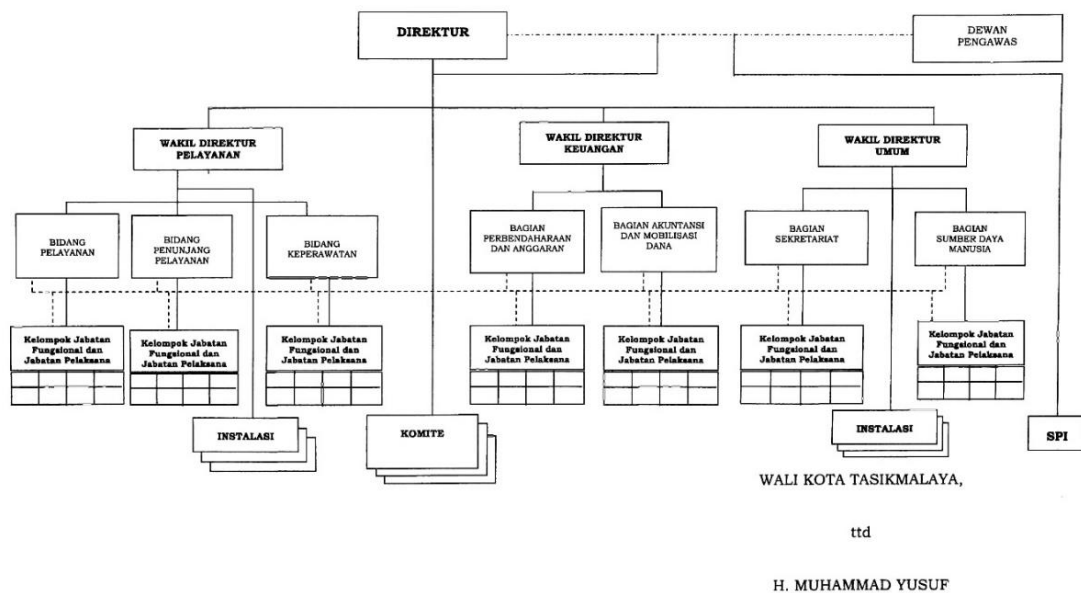 DIREKTUR
DEWAN
PENGAWAS
WAKIL DIREKTUR
PELAYANAN
WAKIL DIREKTUR
KEUANGAN
WAKIL DIREKTUR
UMUM
BIDANG
PELAYANAN
BIDANG
PENUNJANG
PELAYANAN
BIDANG
KEPERAWATAN
BAGIAN
PERBENDAHARAAN
DAN ANGGARAN
BAGIAN AKUNTANSI
DAN MOBILISASI
DANA
BAGIAN
SEKRETARIAT
BAGIAN
SUMBER DAYA
MANUSIA
Kelompok Jabatan
Fungsional dan
Jabatan Pelaksana
Kelompok Jabatan
Fungsional dan
Jabatan Pelaksana
Kelompok Jabatan
Fungsional dan
Jabatan Pelaksana
Kelompok Jabatan
Fungsional dan
Jabatan Pelaksana
Kelompok Jabatan
Fungsional dan
Jabatan Pelaksana
Kelompok Jabatan
Fungsional dan
Jabatan Pelaksana
Kelompok Jabatan
Fungsional dan
Jabatan Pelaksana
INSTALASI
KOMITE
INSTALASI
SPI
WALI KOTA TASIKMALAYA,
ttd
H. MUHAMMAD YUSUF